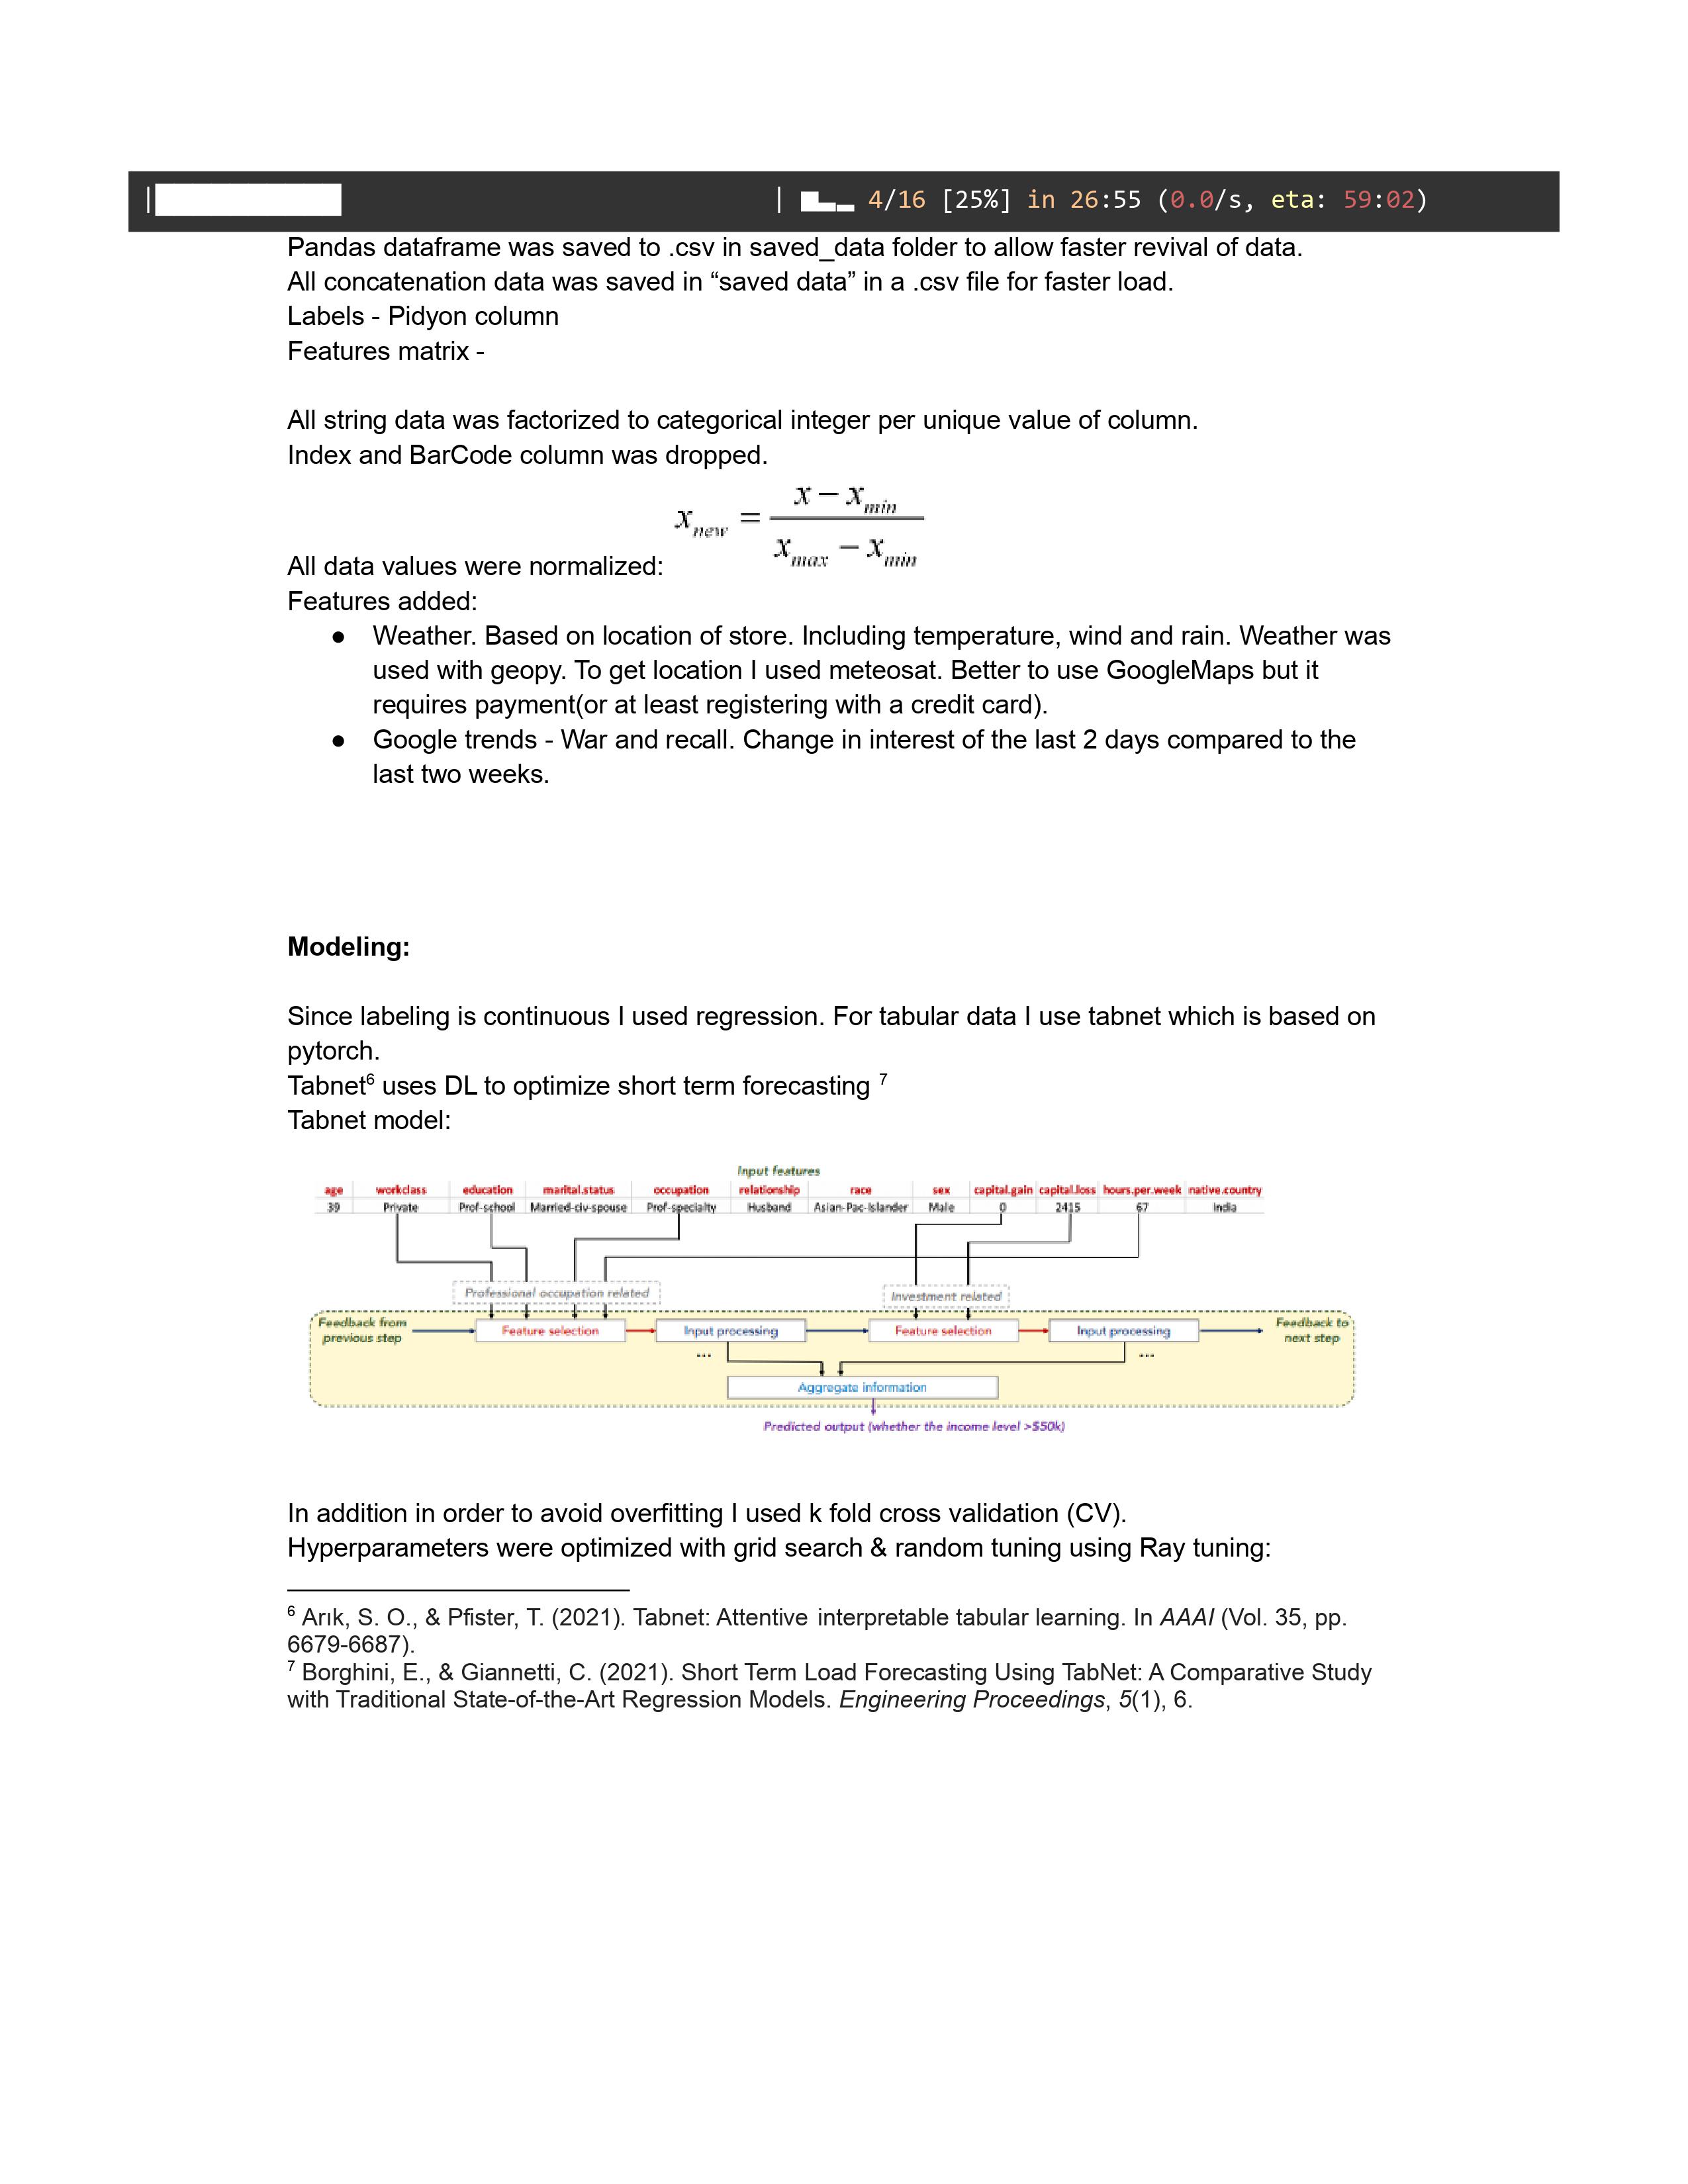 4/16 [25%] in 26:55 (0.0/s, eta: 59:02)
Pandas dataframe was saved to .csv in saved_data folder to allow faster revival of data.
All concatenation data was saved in “saved data” in a .csv file for faster load.
Labels - Pidyon column
Features matrix -
All string data was factorized to categorical integer per unique value of column.
Index and BarCode column was dropped.
All data values were normalized: x_new = (x − x_min) / (x_max − x_min)
Features added:
● Weather. Based on location of store. Including temperature, wind and rain. Weather was
used with geopy. To get location I used meteosat. Better to use GoogleMaps but it
requires payment(or at least registering with a credit card).
● Google trends - War and recall. Change in interest of the last 2 days compared to the
last two weeks.
Modeling:
Since labeling is continuous I used regression. For tabular data I use tabnet which is based on
pytorch.
Tabnet⁶ uses DL to optimize short term forecasting ⁷
Tabnet model:
Input features
age workclass education marital.status occupation relationship race sex capital.gain capital.loss hours.per.week native.country
39 Private Prof-school Married-civ-spouse Prof-specialty Husband Asian-Pac-Islander Male 0 2415 67 India
Professional occupation related
Investment related
Feedback from
previous step
Feature selection
Input processing
Feature selection
Input processing
Feedback to
next step
...
...
Aggregate information
Predicted output (whether the income level >$50k)
In addition in order to avoid overfitting I used k fold cross validation (CV).
Hyperparameters were optimized with grid search & random tuning using Ray tuning:
⁶ Arık, S. O., & Pfister, T. (2021). Tabnet: Attentive interpretable tabular learning. In AAAI (Vol. 35, pp.
6679-6687).
⁷ Borghini, E., & Giannetti, C. (2021). Short Term Load Forecasting Using TabNet: A Comparative Study
with Traditional State-of-the-Art Regression Models. Engineering Proceedings, 5(1), 6.